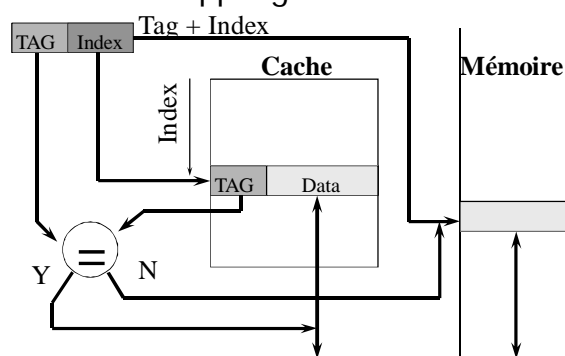 Tag + Index
TAG Index
Cache
Mémoire
Index
TAG Data
=
Y N